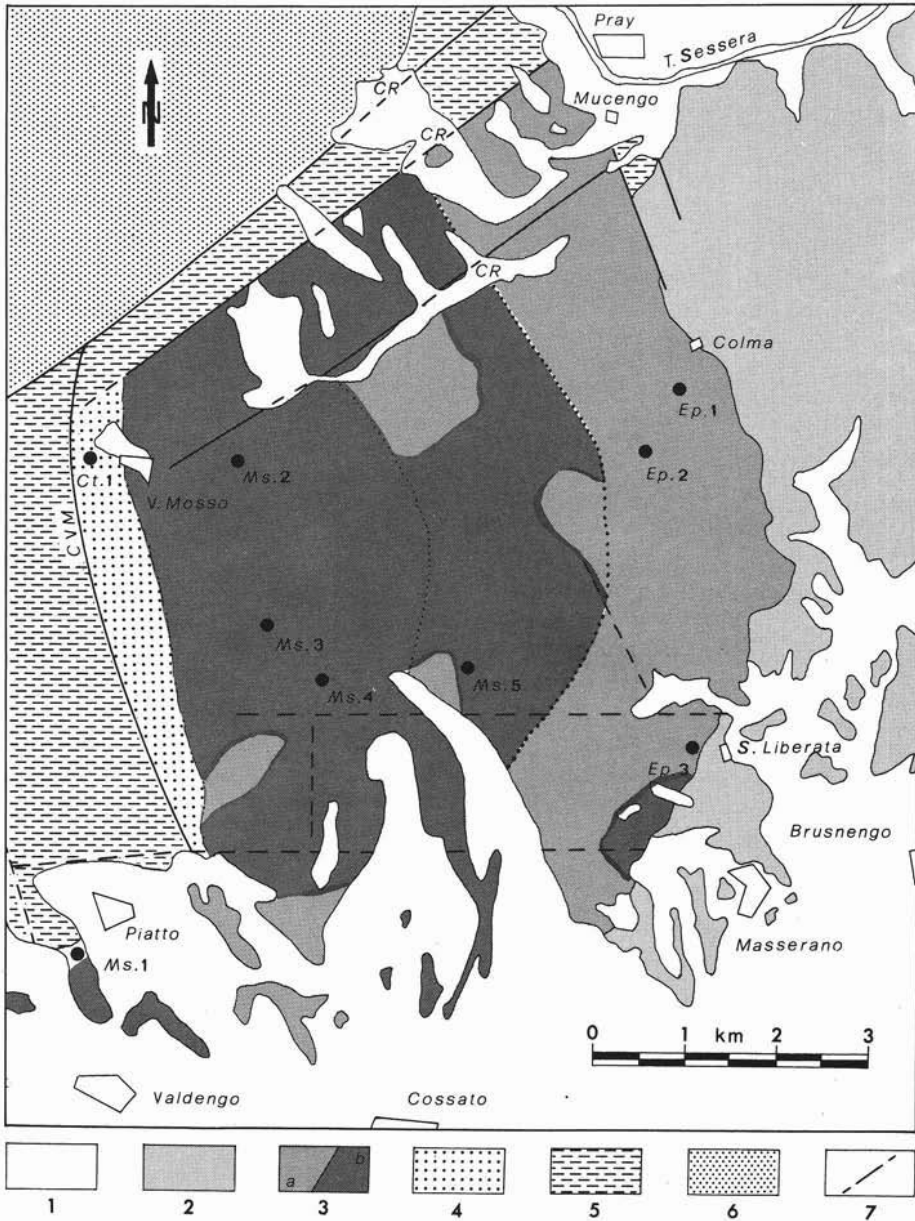 Pray
T. Sessera
CR
N
Mucengo
CR
CR
Colma
Ep.1
Ep.2
Ct.1
Ms.2
V. Mosso
CVM
Ms.3
Ms.4
Ms.5
S. Liberata
Ep.3
Brusnengo
Piatto
Masserano
Ms.1
0 1 km 2 3
Valdengo
Cossato
a b
1 2 3 4 5 6 7